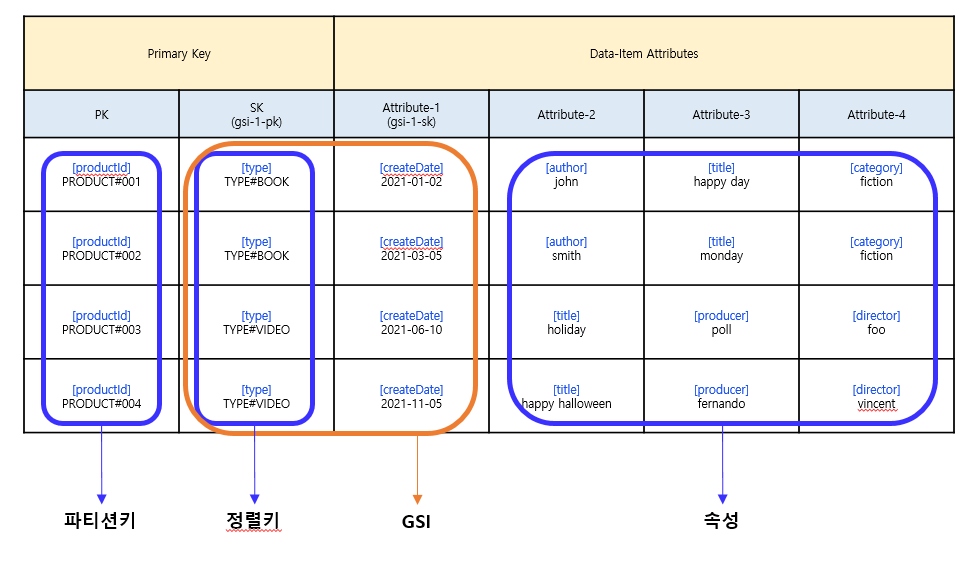 Primary Key
Data-Item Attributes
PK
SK
(gsi-1-pk)
Attribute-1
(gsi-1-sk)
Attribute-2
Attribute-3
Attribute-4
[productId]
PRODUCT#001
[type]
TYPE#BOOK
[createDate]
2021-01-02
[author]
john
[title]
happy day
[category]
fiction
[productId]
PRODUCT#002
[type]
TYPE#BOOK
[createDate]
2021-03-05
[author]
smith
[title]
monday
[category]
fiction
[productId]
PRODUCT#003
[type]
TYPE#VIDEO
[createDate]
2021-06-10
[title]
holiday
[producer]
poll
[director]
foo
[productId]
PRODUCT#004
[type]
TYPE#VIDEO
[createDate]
2021-11-05
[title]
happy halloween
[producer]
fernando
[director]
vincent
파티션키
정렬키
GSI
속성